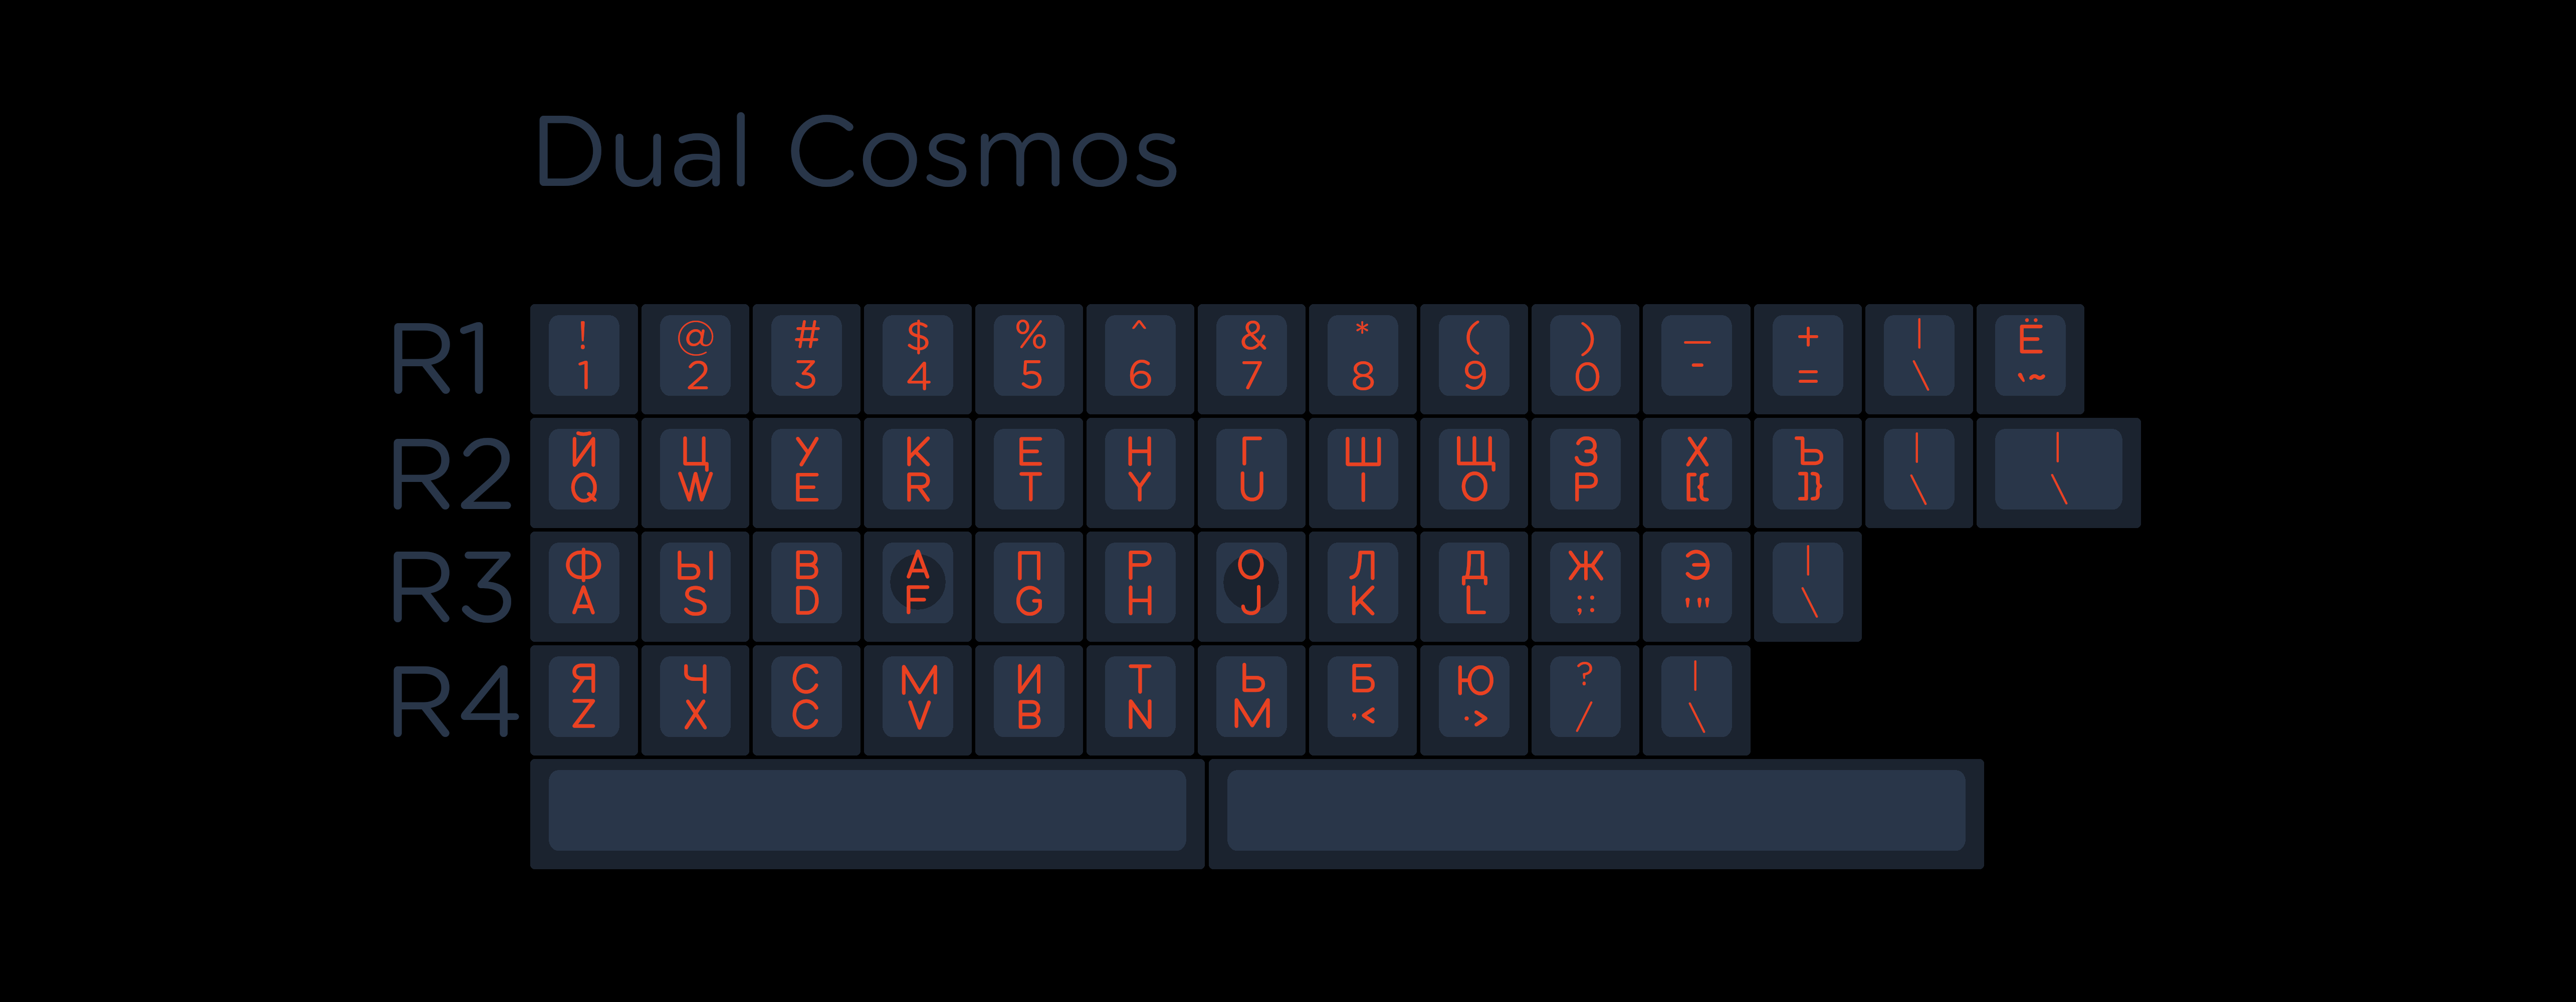 Dual Cosmos
R1 ! @ # $ % ^ & * ( ) — + | Ë
1 2 3 4 5 6 7 8 9 0 - = \ `~
R2 Й Ц У К Е Н Г Ш Щ З Х Ъ | |
Q W E R T Y U I O P [{ ]} \ \
R3 Ф Ы В А П Р О Л Д Ж Э |
A S D F G H J K L ;: '" \
R4 Я Ч С М И Т Ь Б Ю ? |
Z X C V B N M ,< .> / \